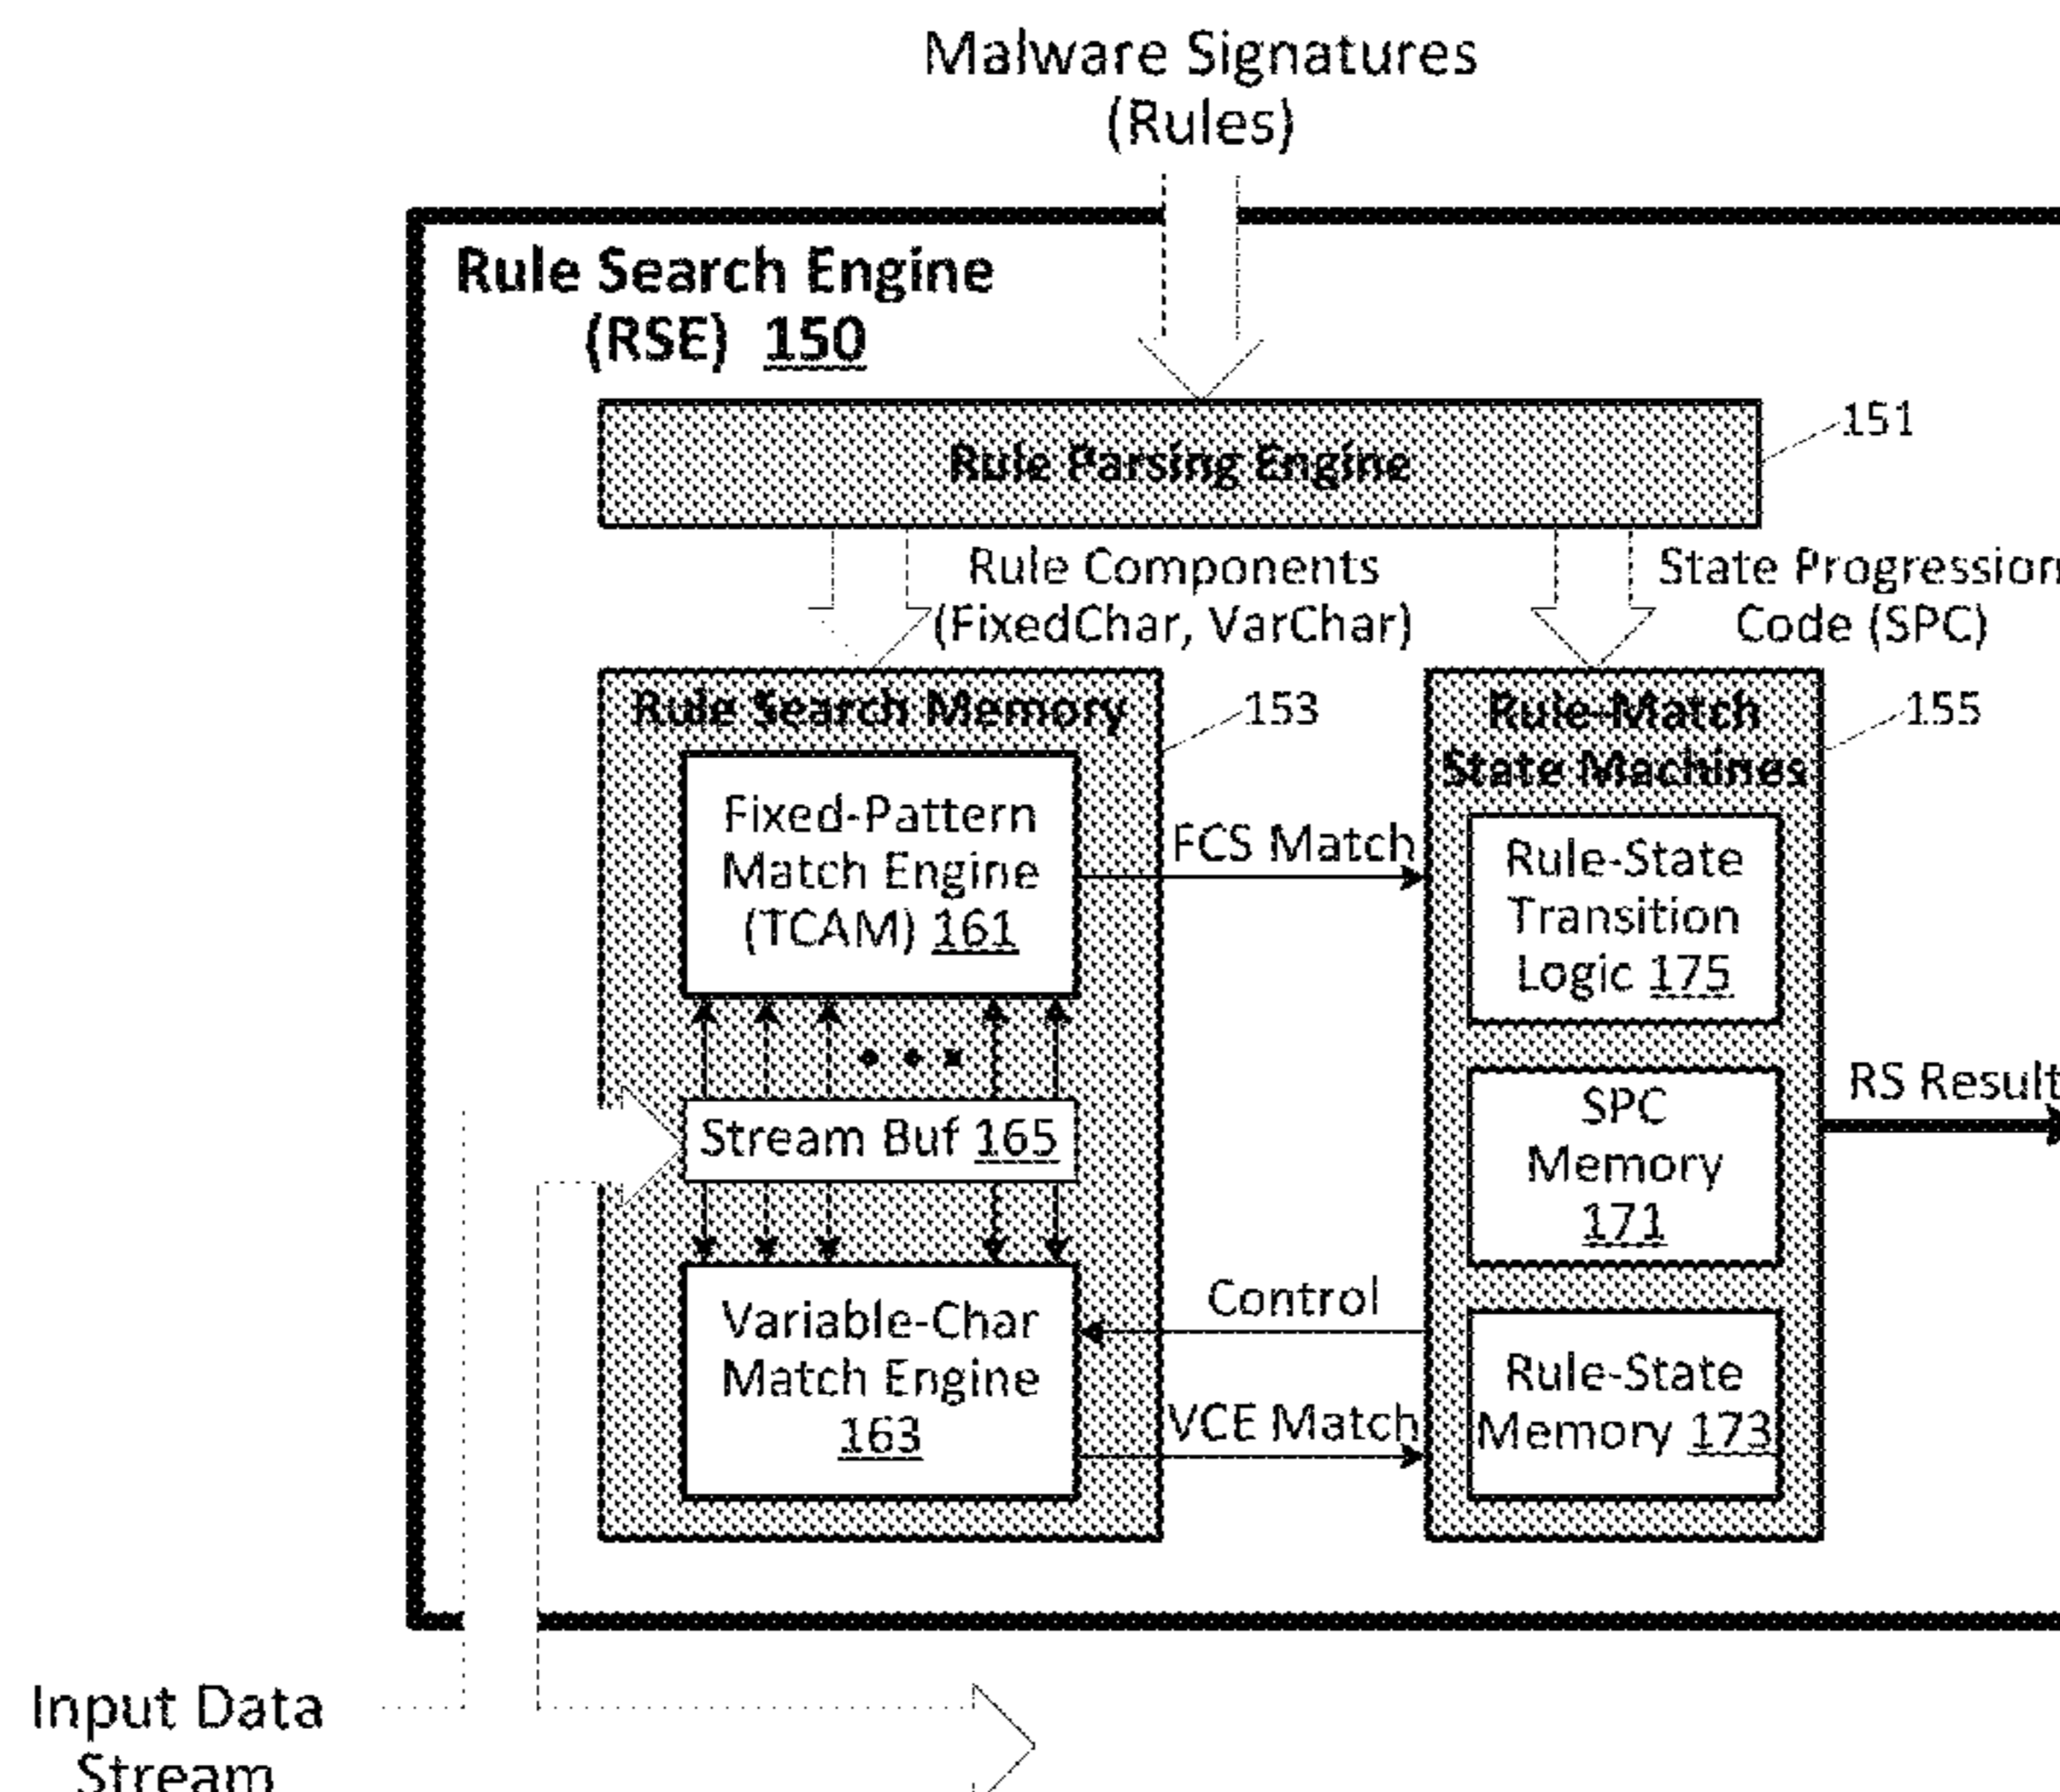 Malware Signatures
(Rules)
Rule Search Engine
(RSE) 150
Rule Parsing Engine
151
Rule Components
(FixedChar, VarChar)
State Progression
Code (SPC)
Rule Search Memory
153
Rule-Match
State Machines
155
Fixed-Pattern
Match Engine
(TCAM) 161
FCS Match
Rule-State
Transition
Logic 175
Stream Buf 165
SPC
Memory
171
RS Result
Variable-Char
Match Engine
163
Control
VCE Match
Rule-State
Memory 173
Input Data
Stream